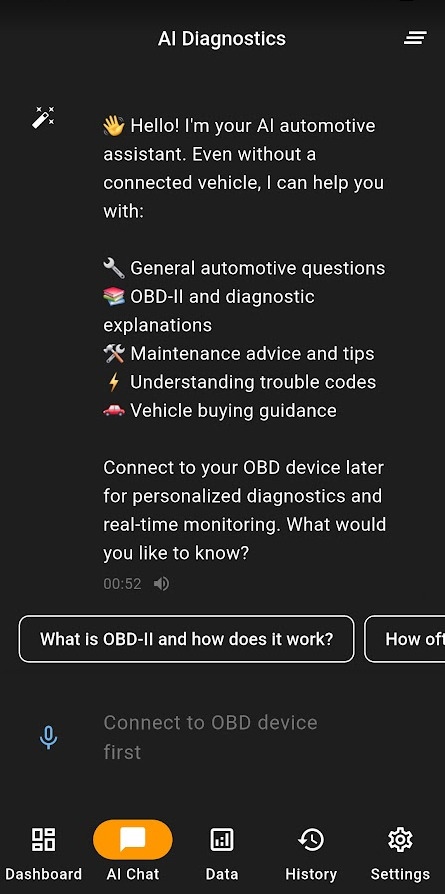 AI Diagnostics
👋 Hello! I'm your AI automotive
assistant. Even without a
connected vehicle, I can help you
with:
🔧 General automotive questions
📚 OBD-II and diagnostic
explanations
🛠️ Maintenance advice and tips
⚡ Understanding trouble codes
🚗 Vehicle buying guidance
Connect to your OBD device later
for personalized diagnostics and
real-time monitoring. What would
you like to know?
00:52
What is OBD-II and how does it work?
How oft
Connect to OBD device
first
Dashboard
AI Chat
Data
History
Settings